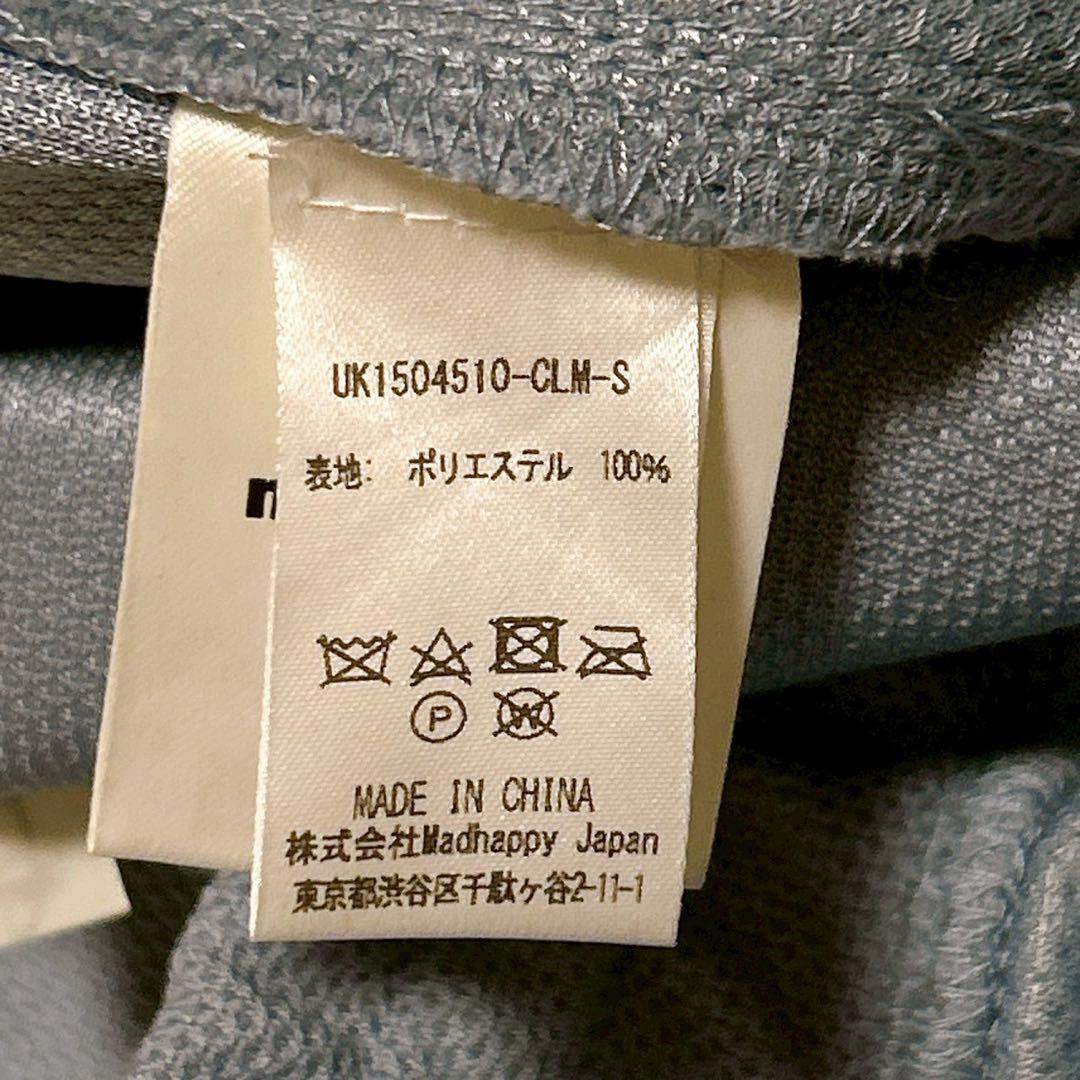 UK1504510-CLM-S
表地: ポリエステル 100%
P
W
MADE IN CHINA
株式会社Madhappy Japan
東京都渋谷区千駄ヶ谷2-11-1